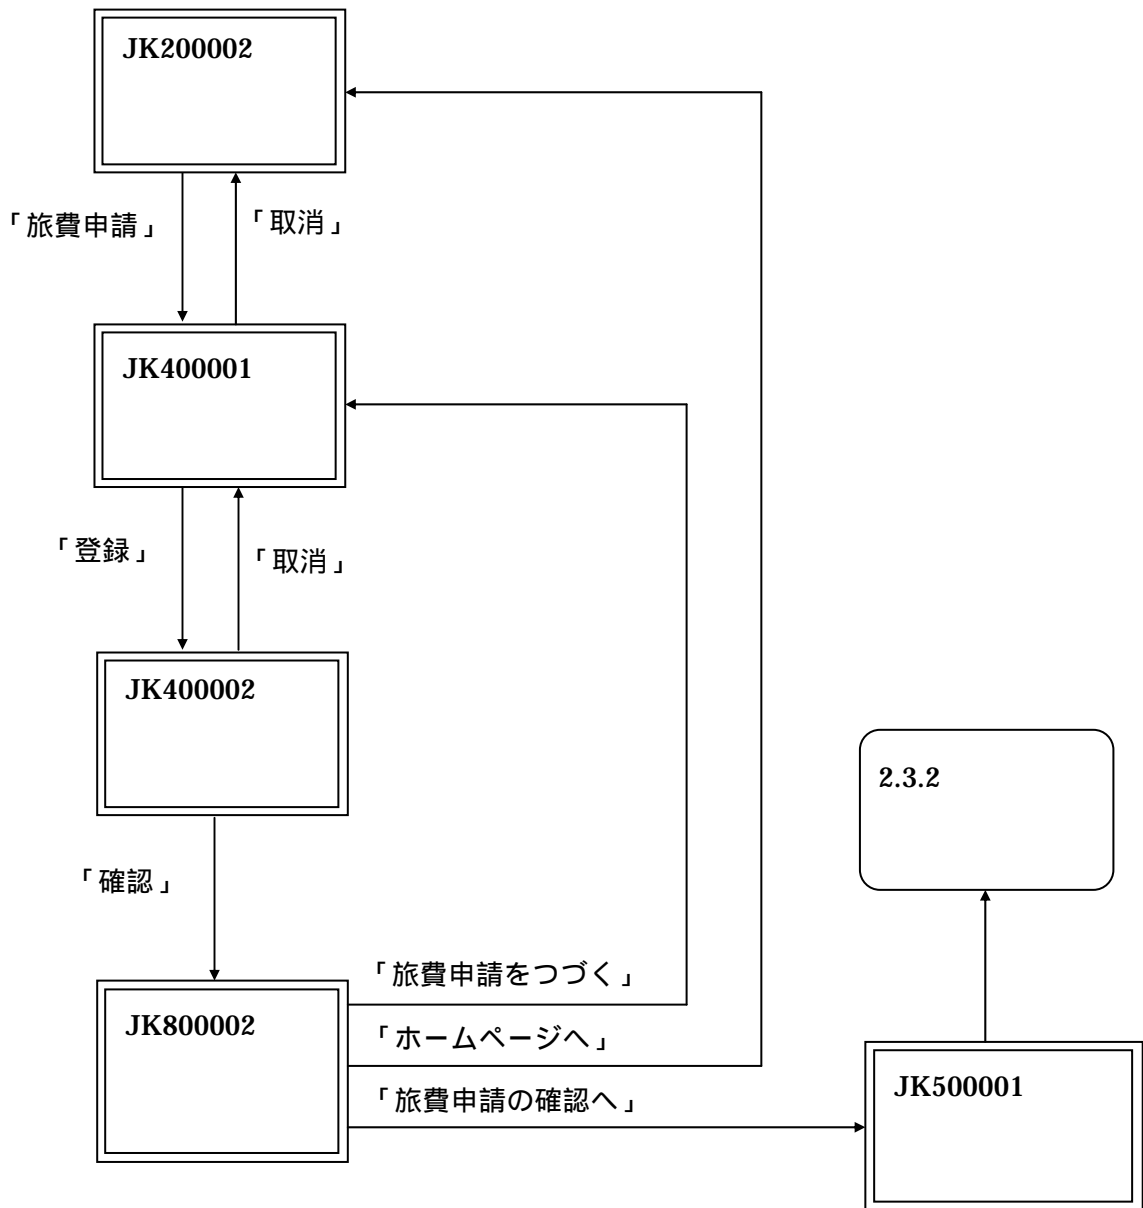 JK200002
「旅費申請」
「取消」
JK400001
「登録」
「取消」
JK400002
2.3.2
「確認」
「旅費申請をつづく」
JK800002
「ホームページへ」
「旅費申請の確認へ」
JK500001